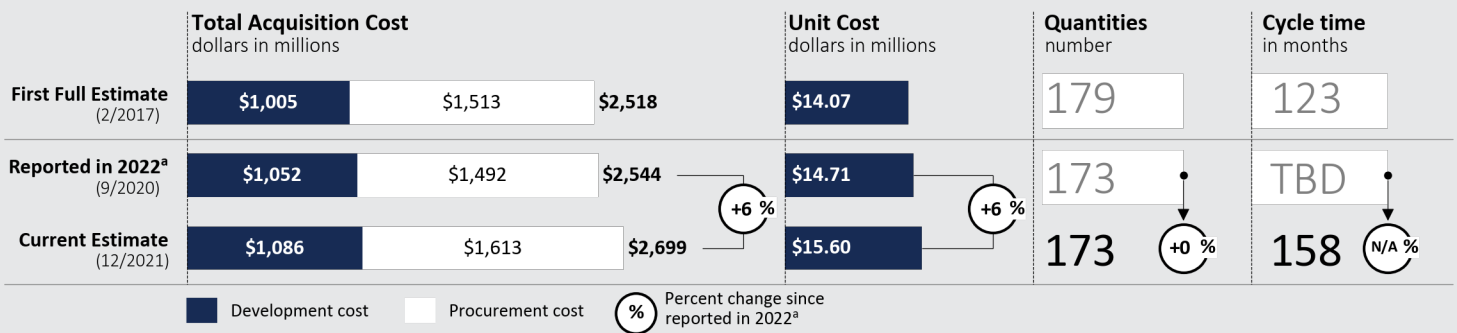 Total Acquisition Cost
dollars in millions
Unit Cost
dollars in millions
Quantities
number
Cycle time
in months
First Full Estimate
(2/2017)
$1,005
$1,513
$2,518
$14.07
179
123
Reported in 2022ª
(9/2020)
$1,052
$1,492
$2,544
$14.71
173
TBD
+6 %
+6 %
Current Estimate
(12/2021)
$1,086
$1,613
$2,699
$15.60
173
+0 %
158
N/A %
Development cost
Procurement cost
%
Percent change since
reported in 2022ª